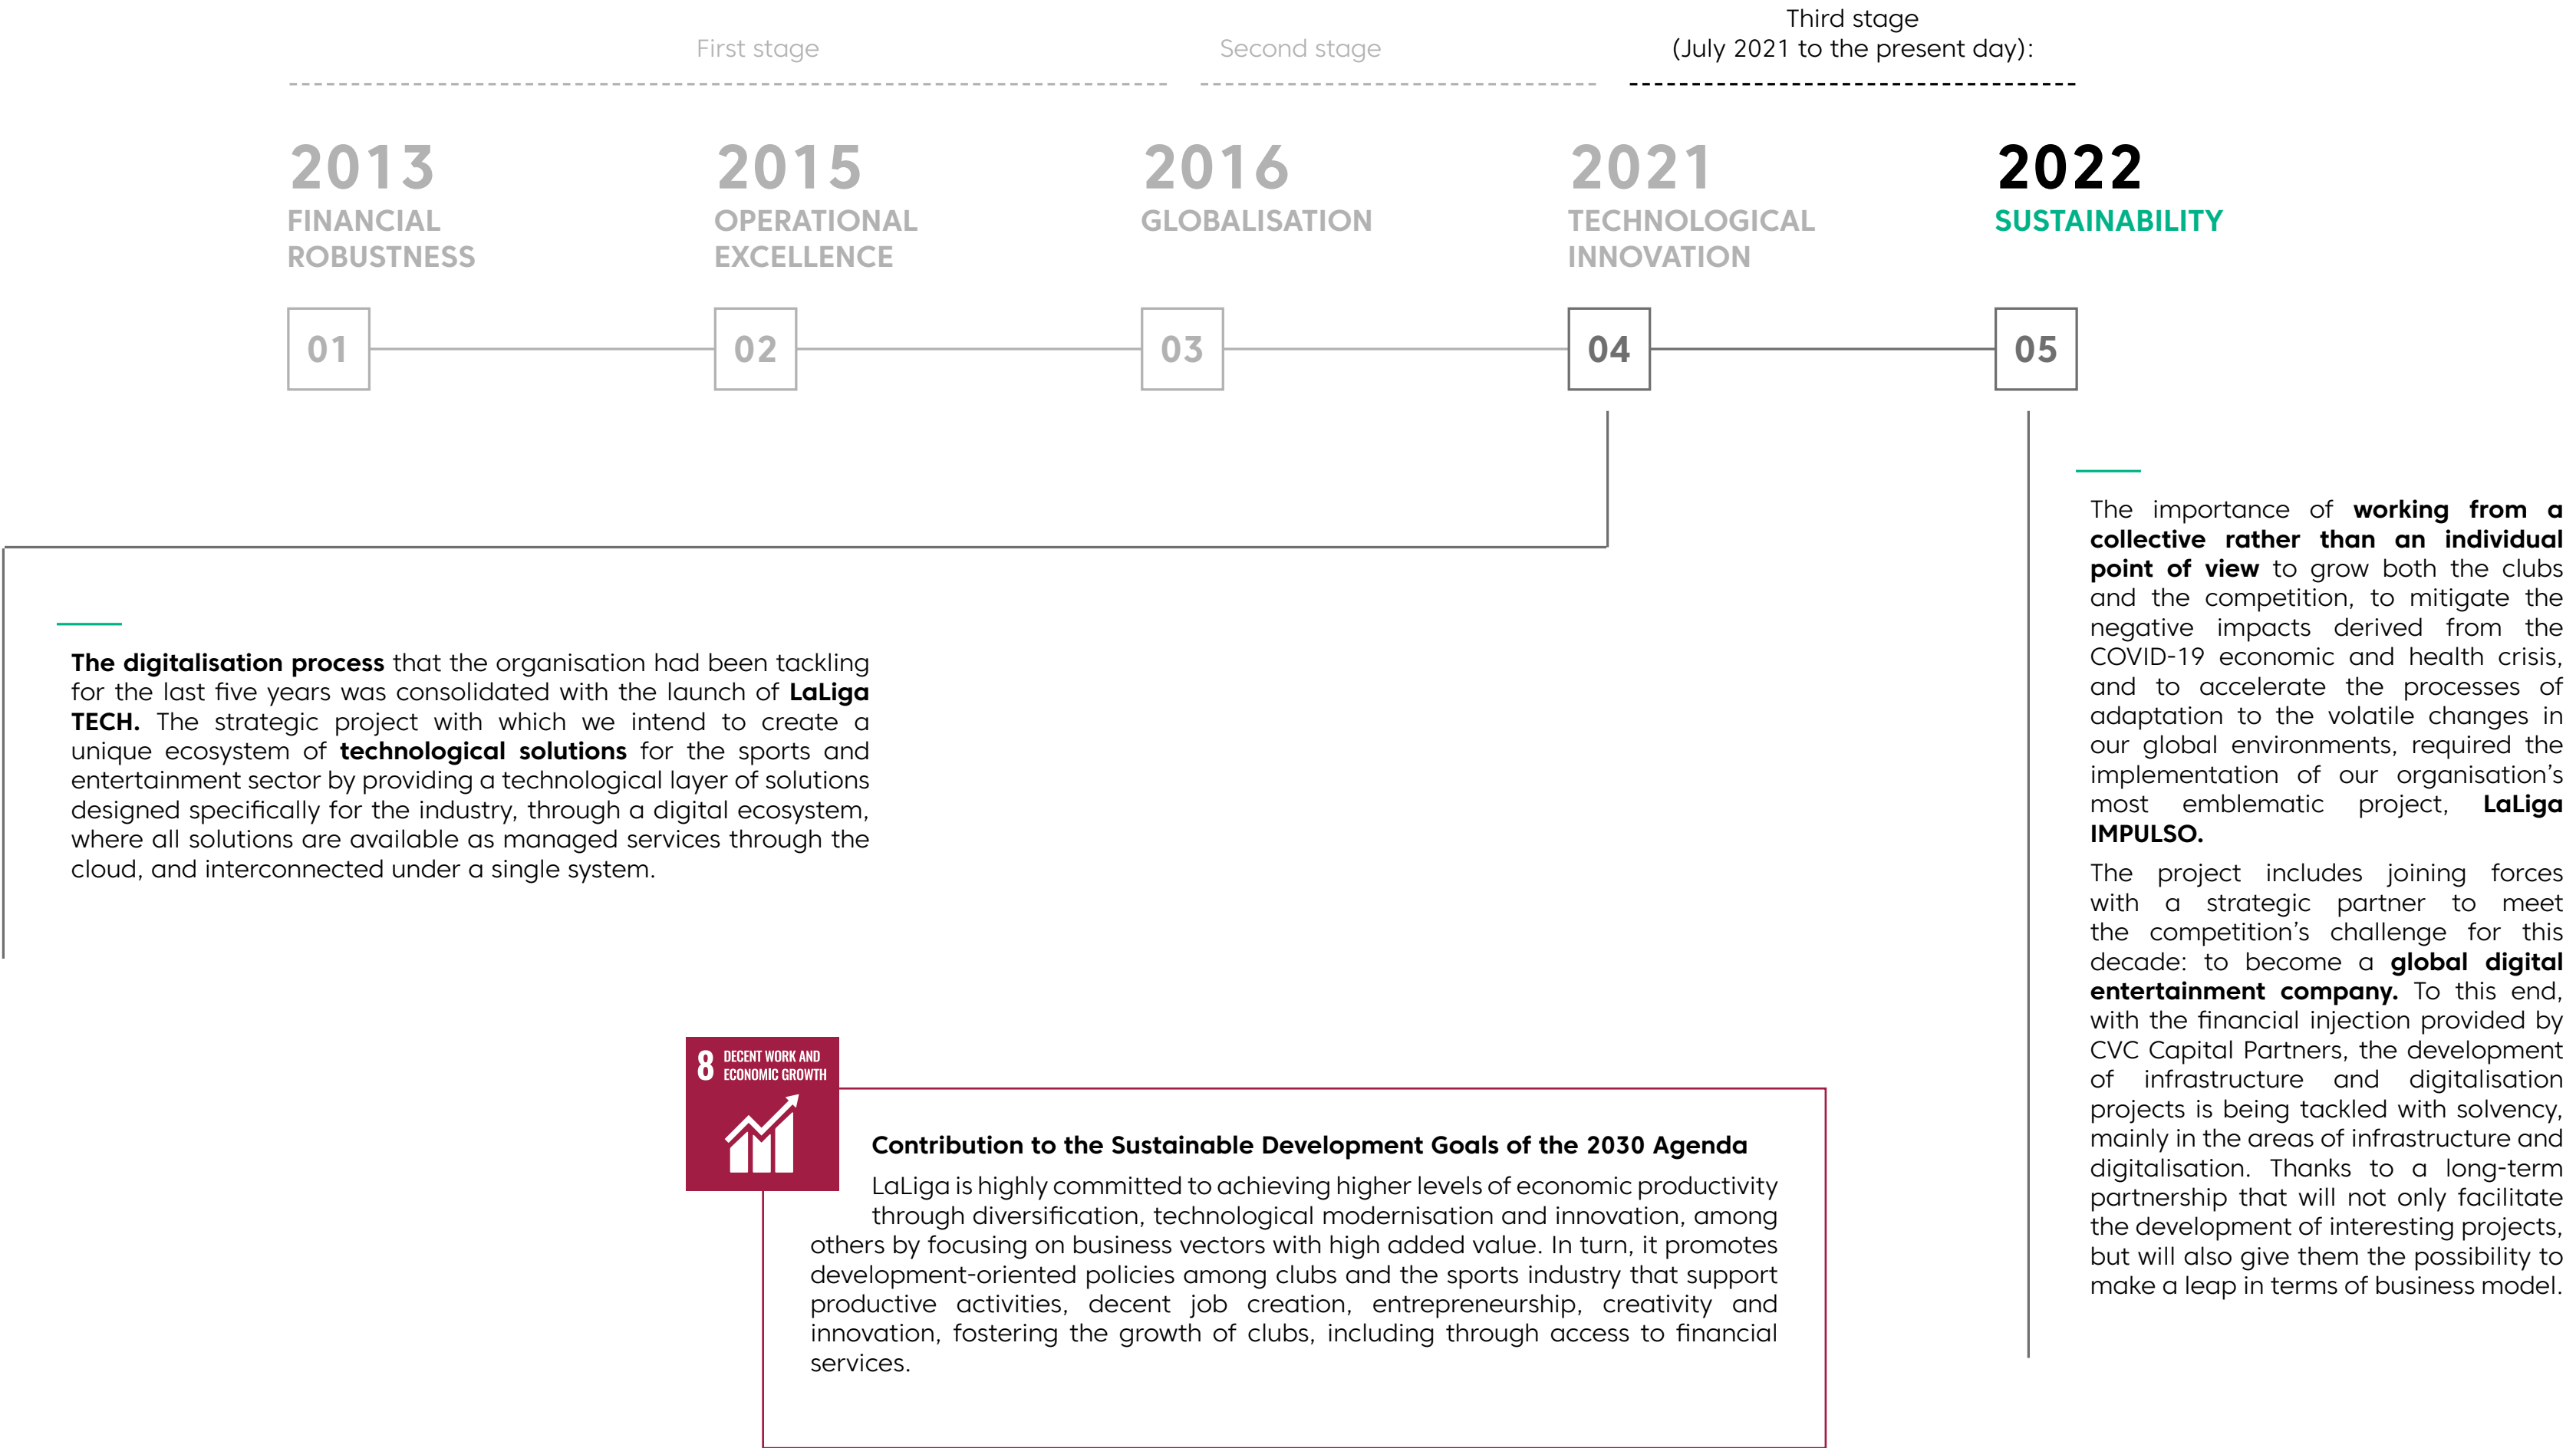 First stage
Second stage
Third stage
(July 2021 to the present day):
2013
FINANCIAL
ROBUSTNESS
2015
OPERATIONAL
EXCELLENCE
2016
GLOBALISATION
2021
TECHNOLOGICAL
INNOVATION
2022
SUSTAINABILITY
01
02
03
04
05
The digitalisation process that the organisation had been tackling
for the last five years was consolidated with the launch of LaLiga
TECH. The strategic project with which we intend to create a
unique ecosystem of technological solutions for the sports and
entertainment sector by providing a technological layer of solutions
designed specifically for the industry, through a digital ecosystem,
where all solutions are available as managed services through the
cloud, and interconnected under a single system.
The importance of working from a
collective rather than an individual
point of view to grow both the clubs
and the competition, to mitigate the
negative impacts derived from the
COVID-19 economic and health crisis,
and to accelerate the processes of
adaptation to the volatile changes in
our global environments, required the
implementation of our organisation's
most emblematic project, LaLiga
IMPULSO.
The project includes joining forces
with a strategic partner to meet
the competition's challenge for this
decade: to become a global digital
entertainment company. To this end,
with the financial injection provided by
CVC Capital Partners, the development
of infrastructure and digitalisation
projects is being tackled with solvency,
mainly in the areas of infrastructure and
digitalisation. Thanks to a long-term
partnership that will not only facilitate
the development of interesting projects,
but will also give them the possibility to
make a leap in terms of business model.
8 DECENT WORK AND
ECONOMIC GROWTH
Contribution to the Sustainable Development Goals of the 2030 Agenda
LaLiga is highly committed to achieving higher levels of economic productivity
through diversification, technological modernisation and innovation, among
others by focusing on business vectors with high added value. In turn, it promotes
development-oriented policies among clubs and the sports industry that support
productive activities, decent job creation, entrepreneurship, creativity and
innovation, fostering the growth of clubs, including through access to financial
services.